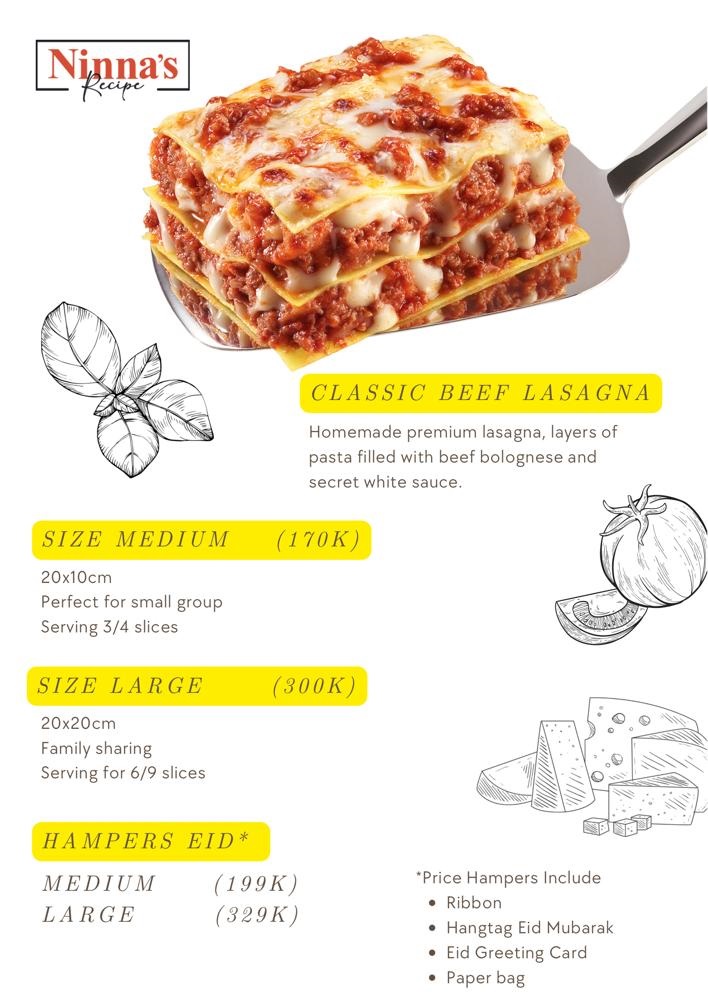 Ninna's
Recipe
CLASSIC BEEF LASAGNA
Homemade premium lasagna, layers of
pasta filled with beef bolognese and
secret white sauce.
SIZE MEDIUM (170K)
20x10cm
Perfect for small group
Serving 3/4 slices
SIZE LARGE (300K)
20x20cm
Family sharing
Serving for 6/9 slices
HAMPERS EID*
MEDIUM (199K)
LARGE (329K)
*Price Hampers Include
• Ribbon
• Hangtag Eid Mubarak
• Eid Greeting Card
• Paper bag